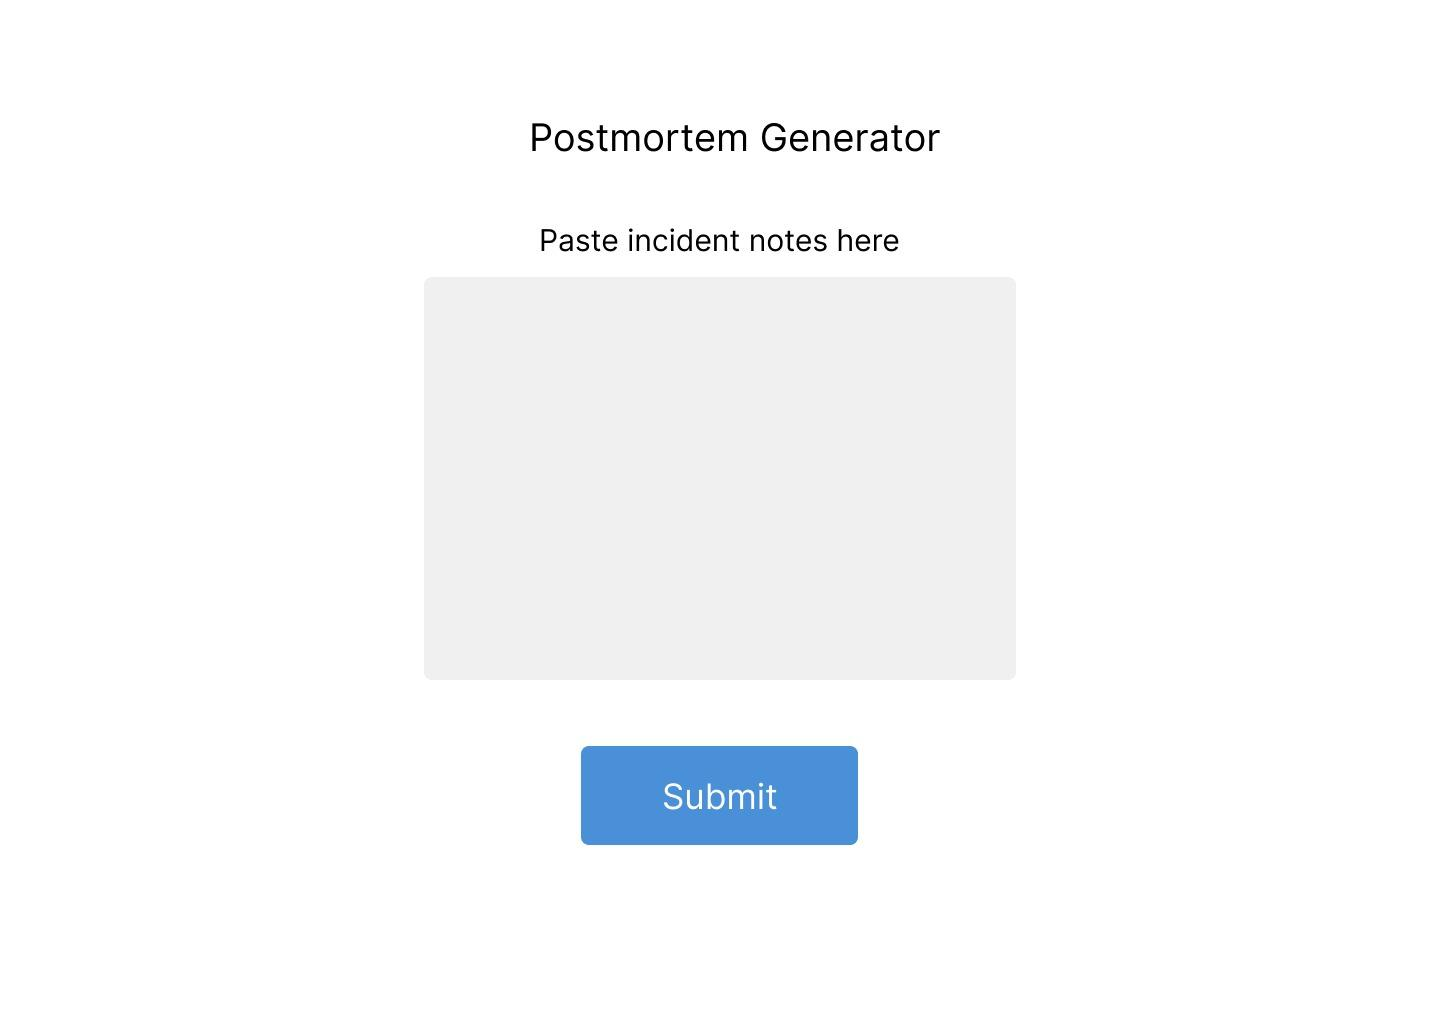 Postmortem Generator
Paste incident notes here
Submit